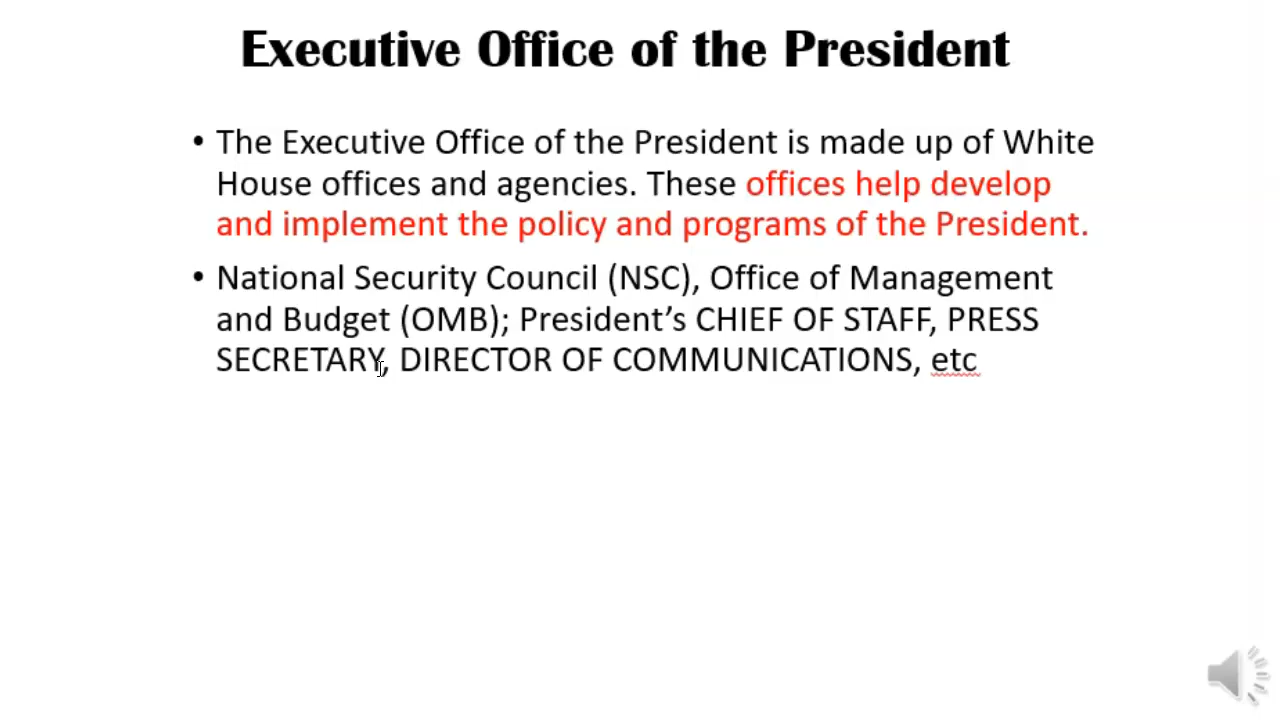 Executive Office of the President
• The Executive Office of the President is made up of White
House offices and agencies. These offices help develop
and implement the policy and programs of the President.
• National Security Council (NSC), Office of Management
and Budget (OMB); President’s CHIEF OF STAFF, PRESS
SECRETARY, DIRECTOR OF COMMUNICATIONS, etc